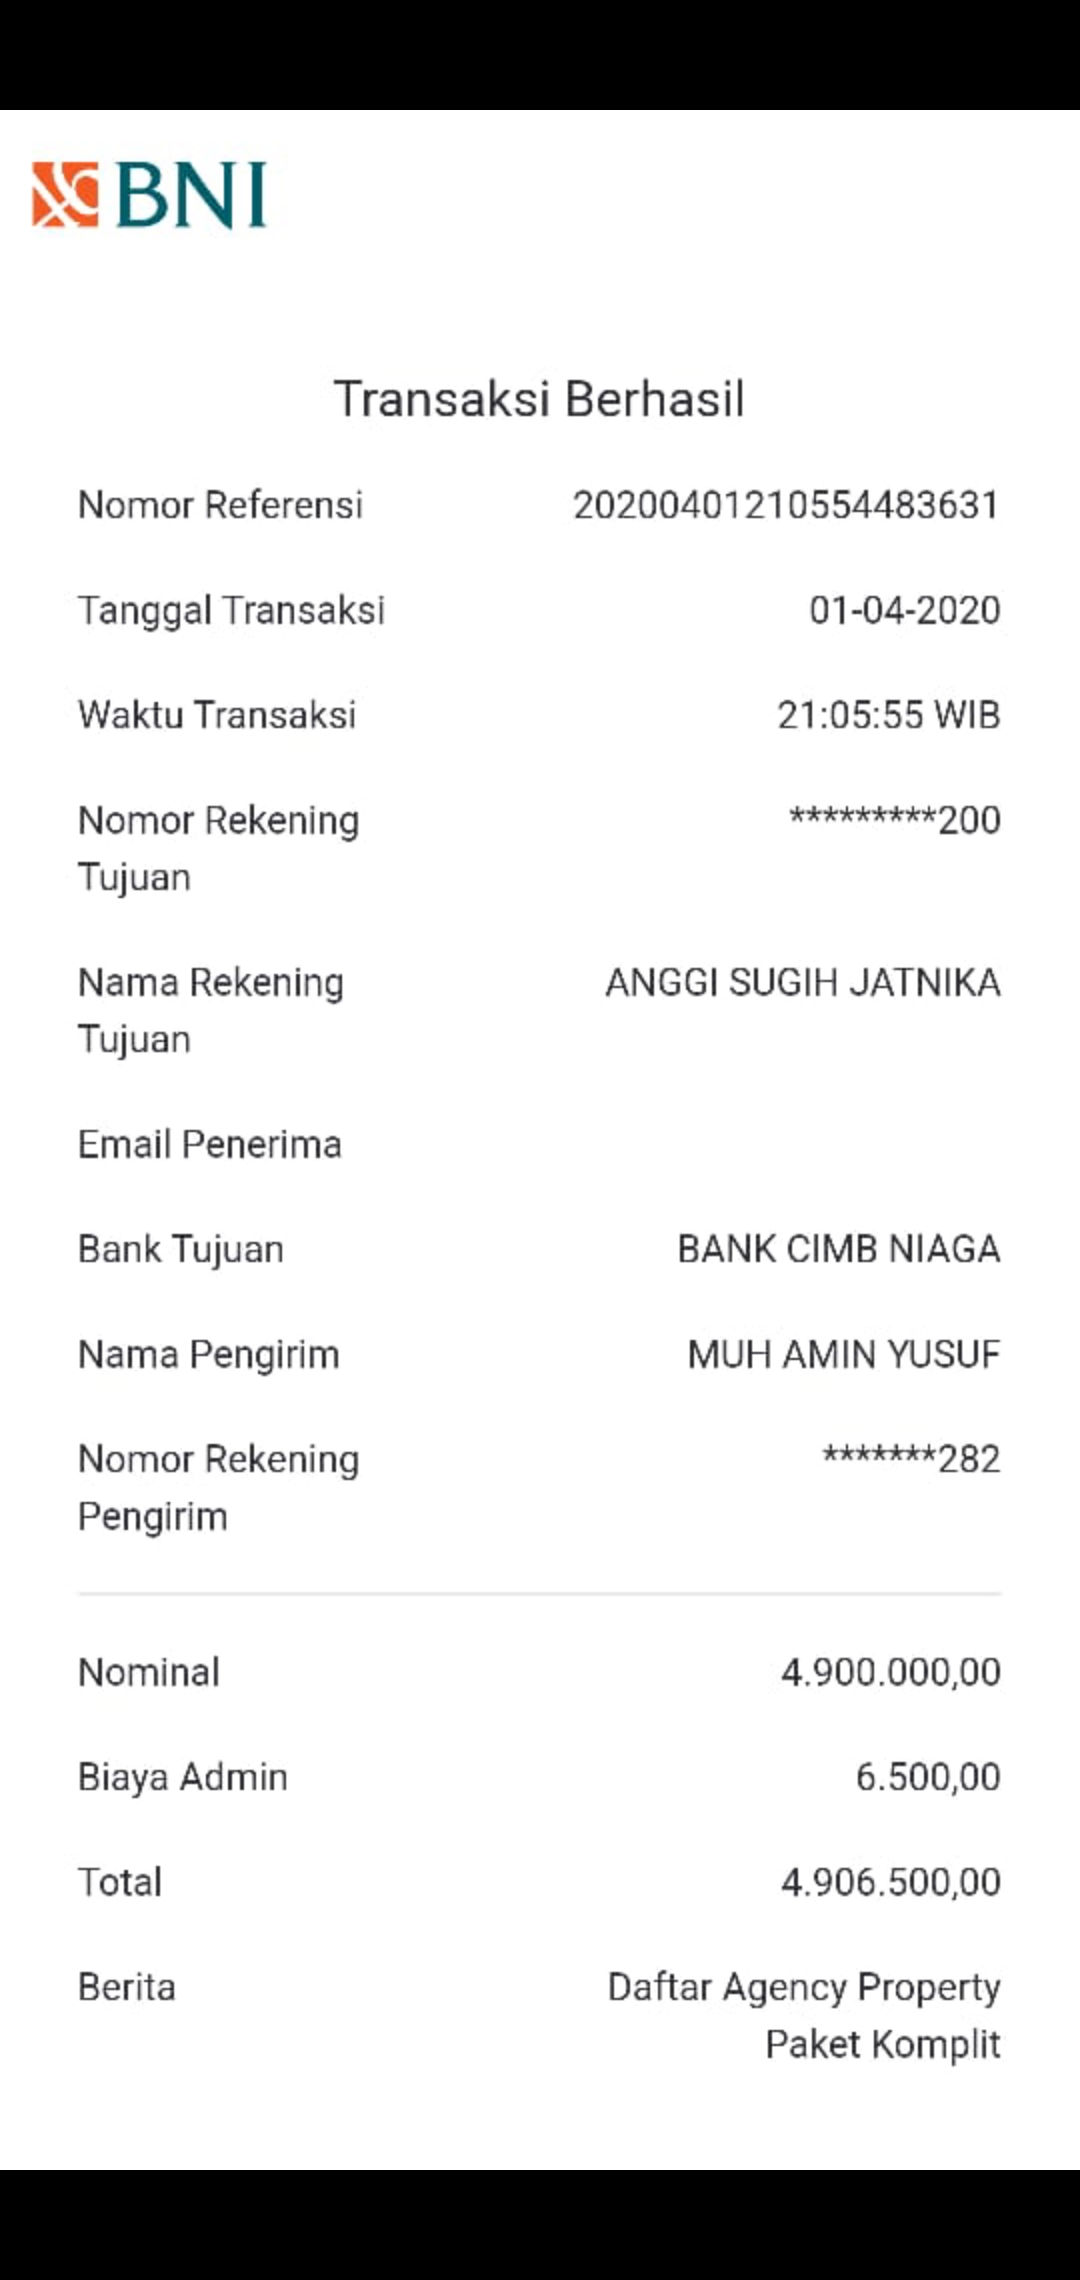 BNI
Transaksi Berhasil
Nomor Referensi 20200401210554483631
Tanggal Transaksi 01-04-2020
Waktu Transaksi 21:05:55 WIB
Nomor Rekening *********200
Tujuan
Nama Rekening ANGGI SUGIH JATNIKA
Tujuan
Email Penerima
Bank Tujuan BANK CIMB NIAGA
Nama Pengirim MUH AMIN YUSUF
Nomor Rekening *******282
Pengirim
Nominal 4.900.000,00
Biaya Admin 6.500,00
Total 4.906.500,00
Berita Daftar Agency Property
Paket Komplit